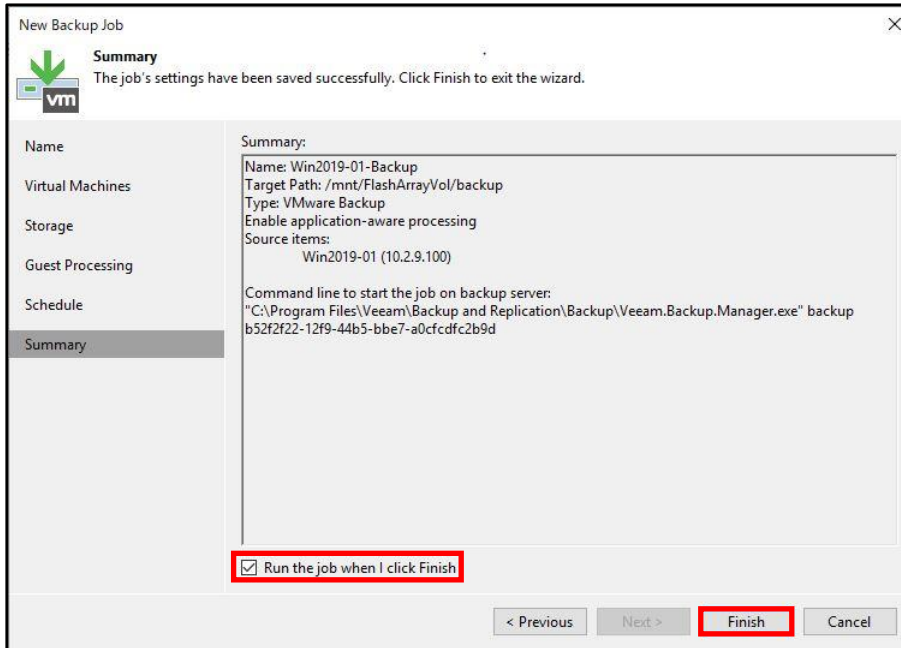 New Backup Job
Summary
The job's settings have been saved successfully. Click Finish to exit the wizard.
vm
Name
Virtual Machines
Storage
Guest Processing
Schedule
Summary
Summary:
Name: Win2019-01-Backup
Target Path: /mnt/FlashArrayVol/backup
Type: VMware Backup
Enable application-aware processing
Source items:
Win2019-01 (10.2.9.100)
Command line to start the job on backup server:
"C:\Program Files\Veeam\Backup and Replication\Backup\Veeam.Backup.Manager.exe" backup
b52f2f22-12f9-44b5-bbe7-a0cfcdfc2b9d
Run the job when I click Finish
< Previous
Next >
Finish
Cancel